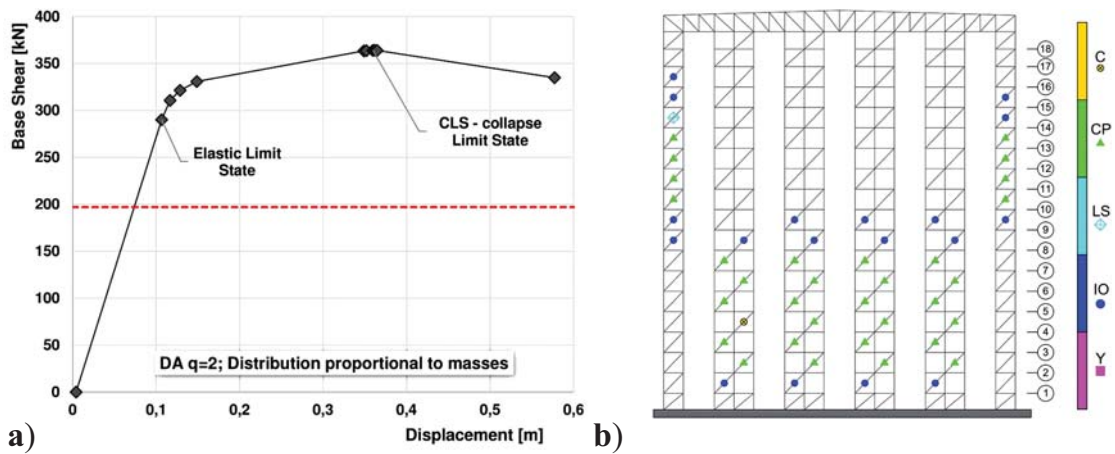 400
350
300
250
200
150
100
50
0
Base Shear [kN]
Elastic Limit
State
CLS - collapse
Limit State
DA q=2; Distribution proportional to masses
0 0,1 0,2 0,3 0,4 0,5 0,6
Displacement [m]
a)
18
17
16
15
14
13
12
11
10
9
8
7
6
5
4
3
2
1
C
CP
LS
IO
Y
b)